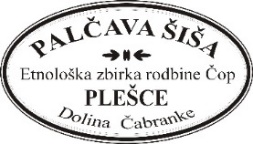 PALČAVA ŠIŠA
Etnološka zbirka rodbine Čop
PLEŠCE
Dolina Čabranke